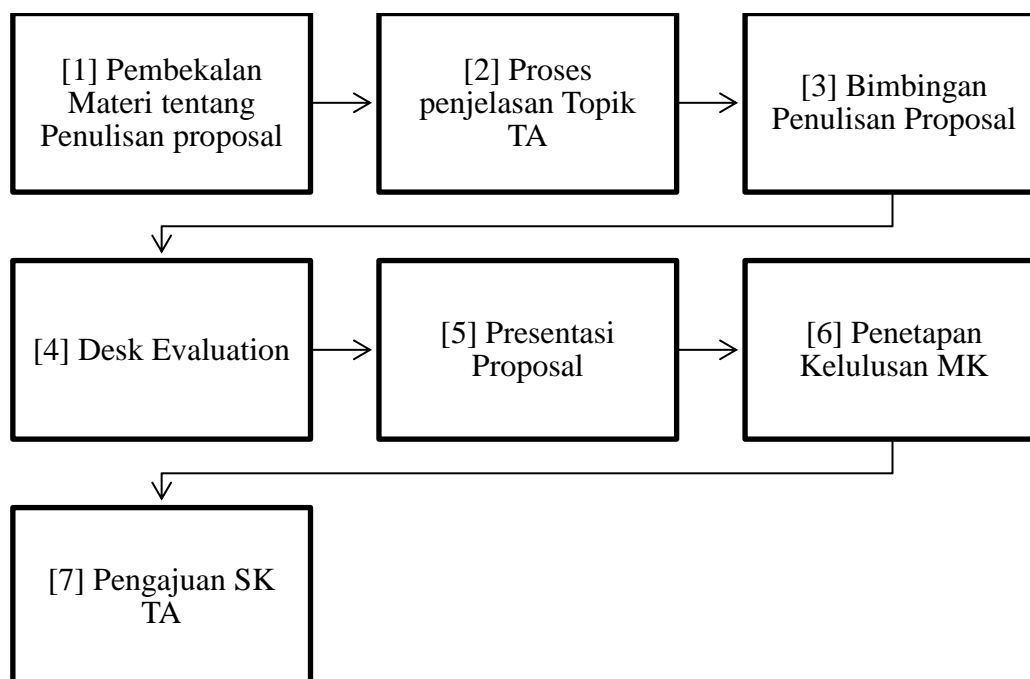 [1] Pembekalan
Materi tentang
Penulisan proposal
[2] Proses
penjelasan Topik
TA
[3] Bimbingan
Penulisan Proposal
[4] Desk Evaluation
[5] Presentasi
Proposal
[6] Penetapan
Kelulusan MK
[7] Pengajuan SK
TA